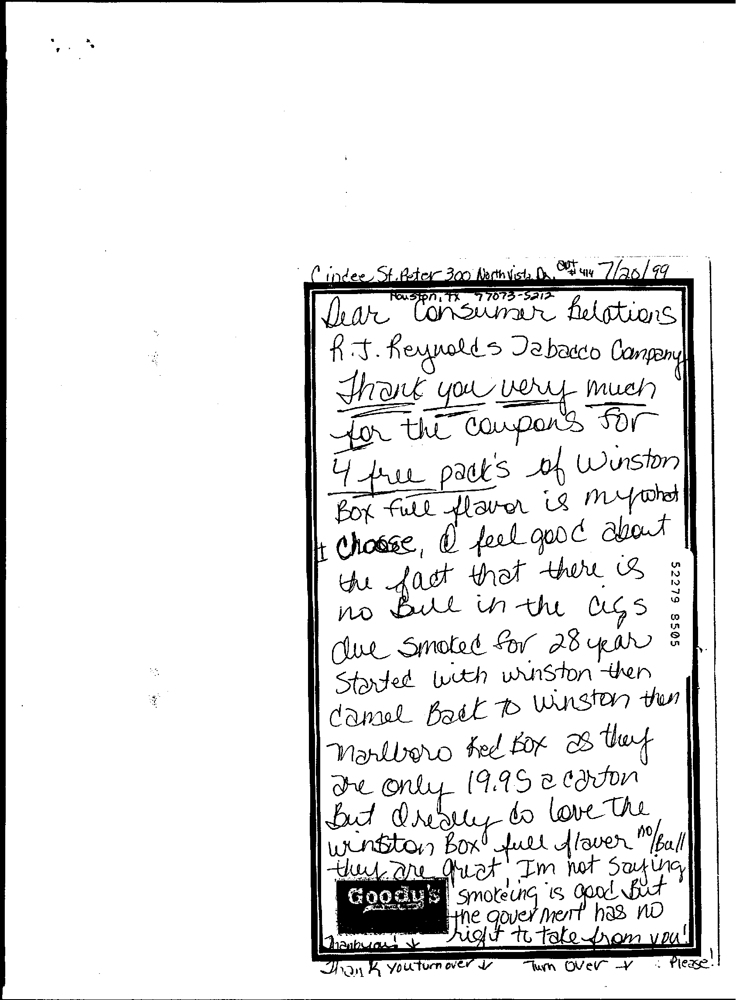 Cindee St. Peter 300 Northvista Dr. apt # 414 7/20/99
Houston, TX 77073-5212
Dear Consumer Relations
R.J. Reynolds Tabacco Company
Thank you very much
for the coupons for
4 free pack's of Winston
Box full flavor is my what
I choose, I feel good about
the fact that there is
no Bull in the cigs
I've smoked for 28 year
Started with winston then
camel Back to Winston then
marlboro Red Box as they
are only 19.95 a carton
But I really do love the
winston Box full flaver no/Bull
they are great, Im not saying
smokeing is good But
the goverment has no
right to take from you!
Goody's
Thank you turn over ↓ Turn Over ↓ : Please!!
52279 8505